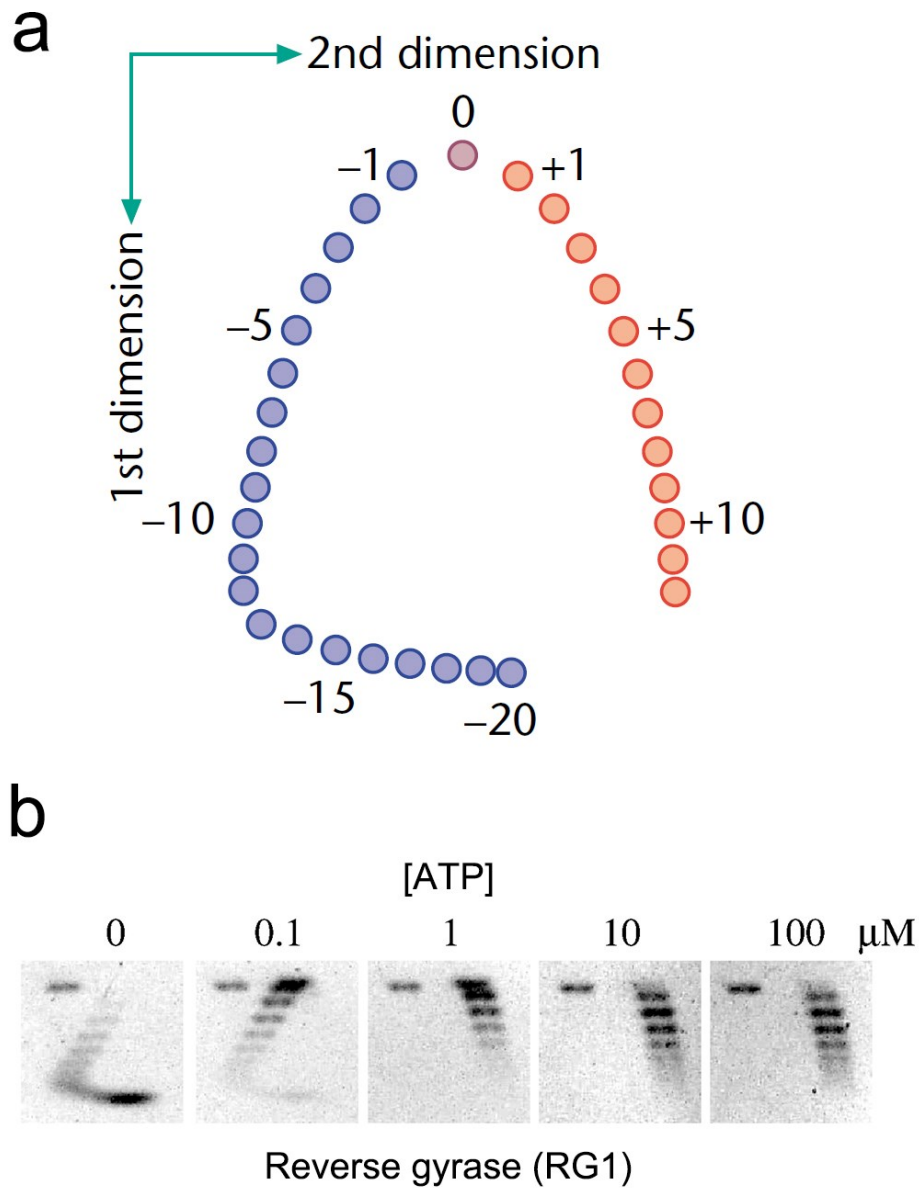 a
2nd dimension
1st dimension
0
–1
+1
–5
+5
–10
+10
–15
–20
b
[ATP]
0 0.1 1 10 100 μM
Reverse gyrase (RG1)